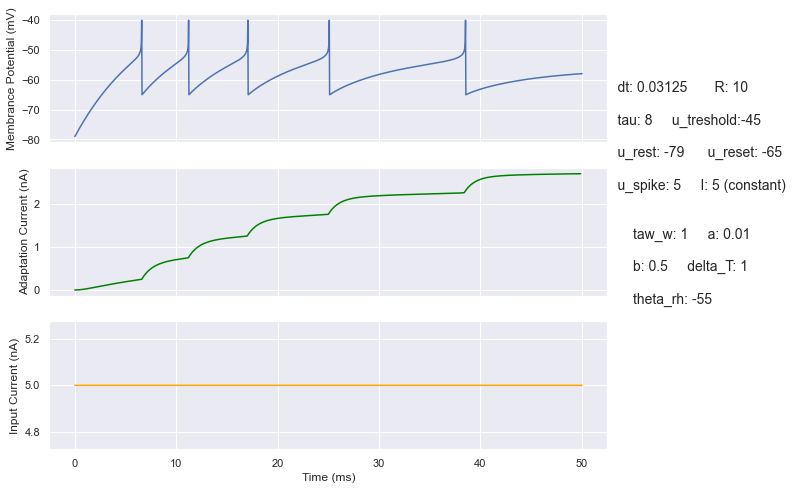 Membrance Potential (mV)
−40
−50
−60
−70
−80
Adaptation Current (nA)
2
1
0
Input Current (nA)
5.2
5.0
4.8
0 10 20 30 40 50
Time (ms)
dt: 0.03125 R: 10
tau: 8 u_treshold:-45
u_rest: -79 u_reset: -65
u_spike: 5 I: 5 (constant)
taw_w: 1 a: 0.01
b: 0.5 delta_T: 1
theta_rh: -55